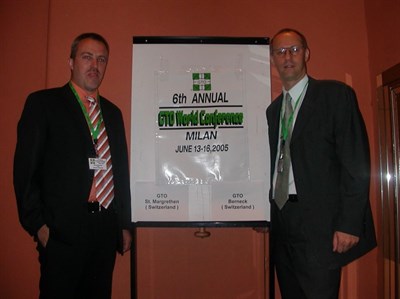 6th ANNUAL
GTO World Conference
MILAN
JUNE 13-16,2005
GTO
St. Margrethen
( Switzerland )
GTO
Berneck
( Switzerland )